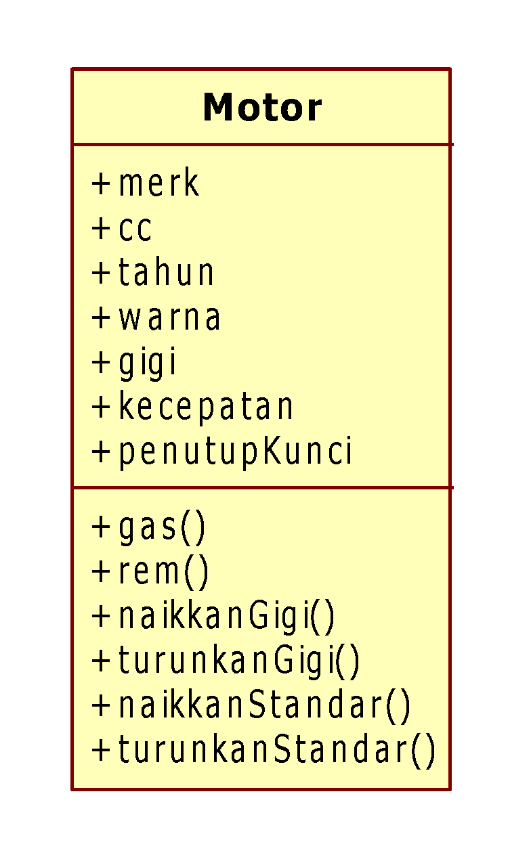 Motor
+merk
+cc
+tahun
+warna
+gigi
+kecepatan
+penutupKunci
+gas()
+rem()
+naikkanGigi()
+turunkanGigi()
+naikkanStandar()
+turunkanStandar()